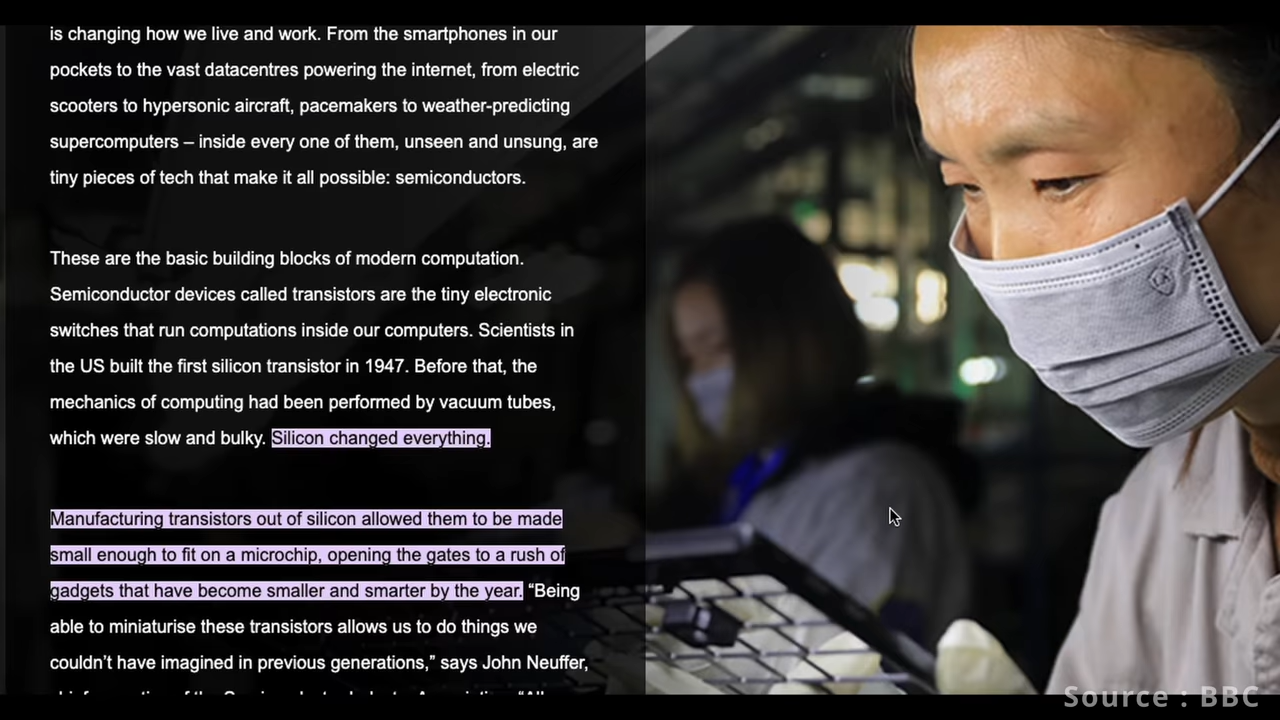 is changing how we live and work. From the smartphones in our
pockets to the vast datacentres powering the internet, from electric
scooters to hypersonic aircraft, pacemakers to weather-predicting
supercomputers – inside every one of them, unseen and unsung, are
tiny pieces of tech that make it all possible: semiconductors.
These are the basic building blocks of modern computation.
Semiconductor devices called transistors are the tiny electronic
switches that run computations inside our computers. Scientists in
the US built the first silicon transistor in 1947. Before that, the
mechanics of computing had been performed by vacuum tubes,
which were slow and bulky. Silicon changed everything.
Manufacturing transistors out of silicon allowed them to be made
small enough to fit on a microchip, opening the gates to a rush of
gadgets that have become smaller and smarter by the year. “Being
able to miniaturise these transistors allows us to do things we
couldn’t have imagined in previous generations,” says John Neuffer,
Source : BBC